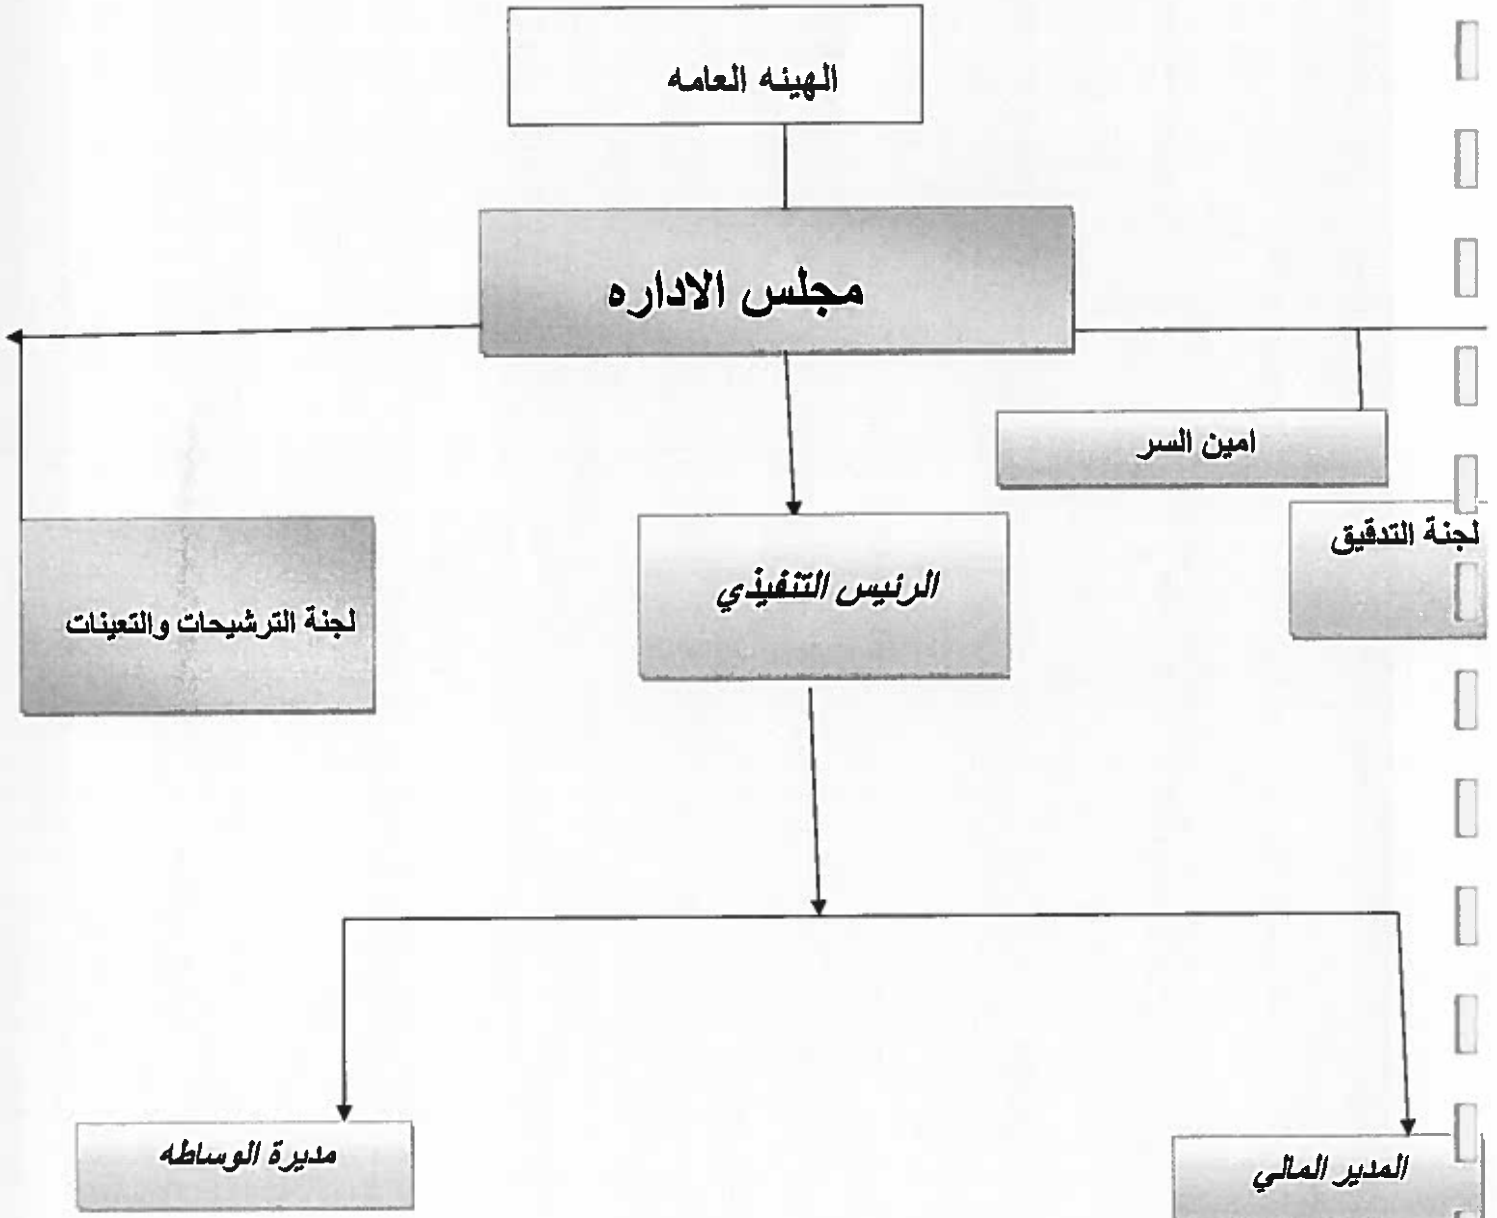 الهيئه العامه
مجلس الاداره
امين السر
لجنة التدقيق
الرئيس التنفيذي
لجنة الترشيحات والتعينات
المدير المالي
مديرة الوساطه